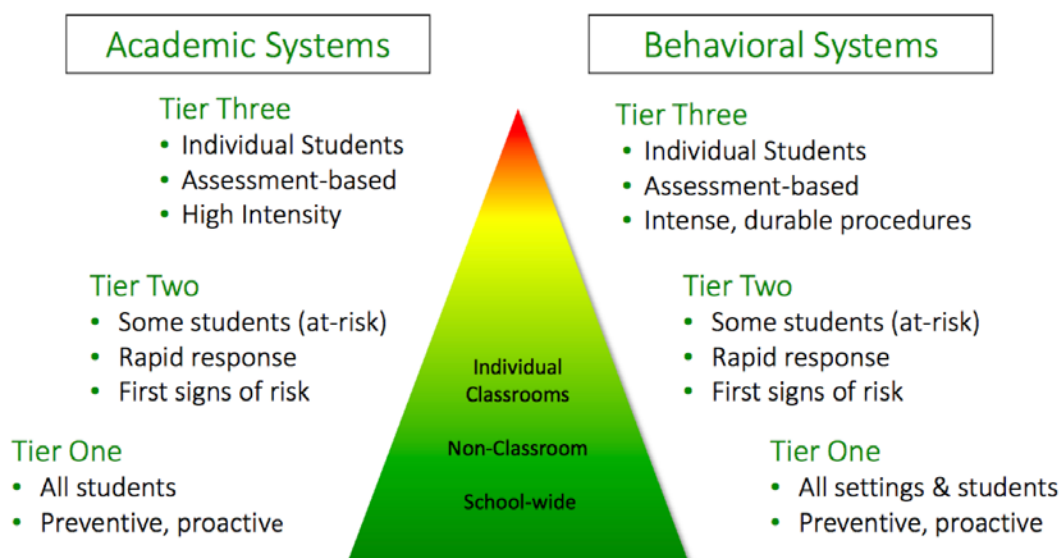 Academic Systems
Tier Three
• Individual Students
• Assessment-based
• High Intensity
Tier Two
• Some students (at-risk)
• Rapid response
• First signs of risk
Tier One
• All students
• Preventive, proactive
Individual
Classrooms
Non-Classroom
School-wide
Behavioral Systems
Tier Three
• Individual Students
• Assessment-based
• Intense, durable procedures
Tier Two
• Some students (at-risk)
• Rapid response
• First signs of risk
Tier One
• All settings & students
• Preventive, proactive